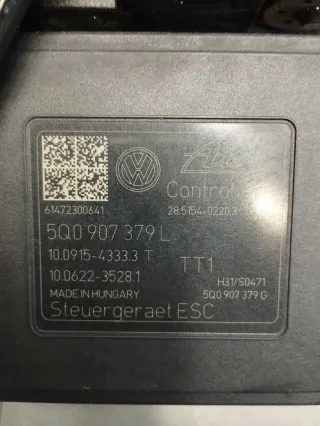 Ate
Control
61472300641 28.5154-0220.3
5Q0 907 379 L
10.0915-4333.3 T
TT1
10.0622-3528.1 H31/S0471
MADE IN HUNGARY 5Q0 907 379 G
Steuergeraet ESC